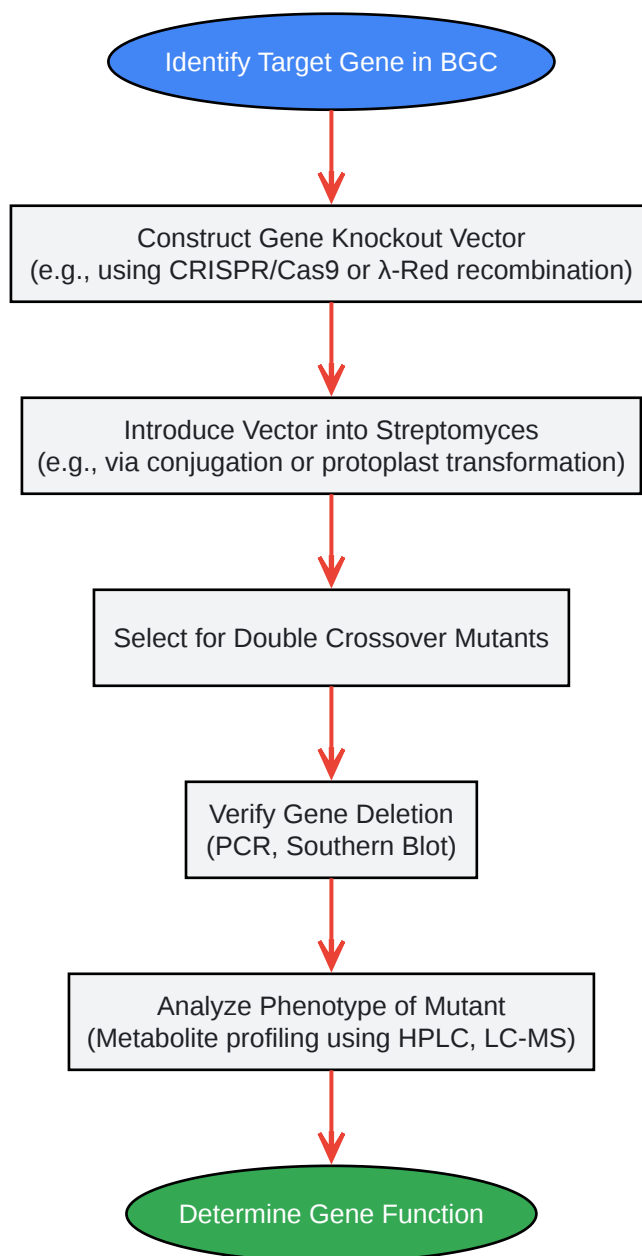 Identify Target Gene in BGC
Construct Gene Knockout Vector
(e.g., using CRISPR/Cas9 or λ-Red recombination)
Introduce Vector into Streptomyces
(e.g., via conjugation or protoplast transformation)
Select for Double Crossover Mutants
Verify Gene Deletion
(PCR, Southern Blot)
Analyze Phenotype of Mutant
(Metabolite profiling using HPLC, LC-MS)
Determine Gene Function